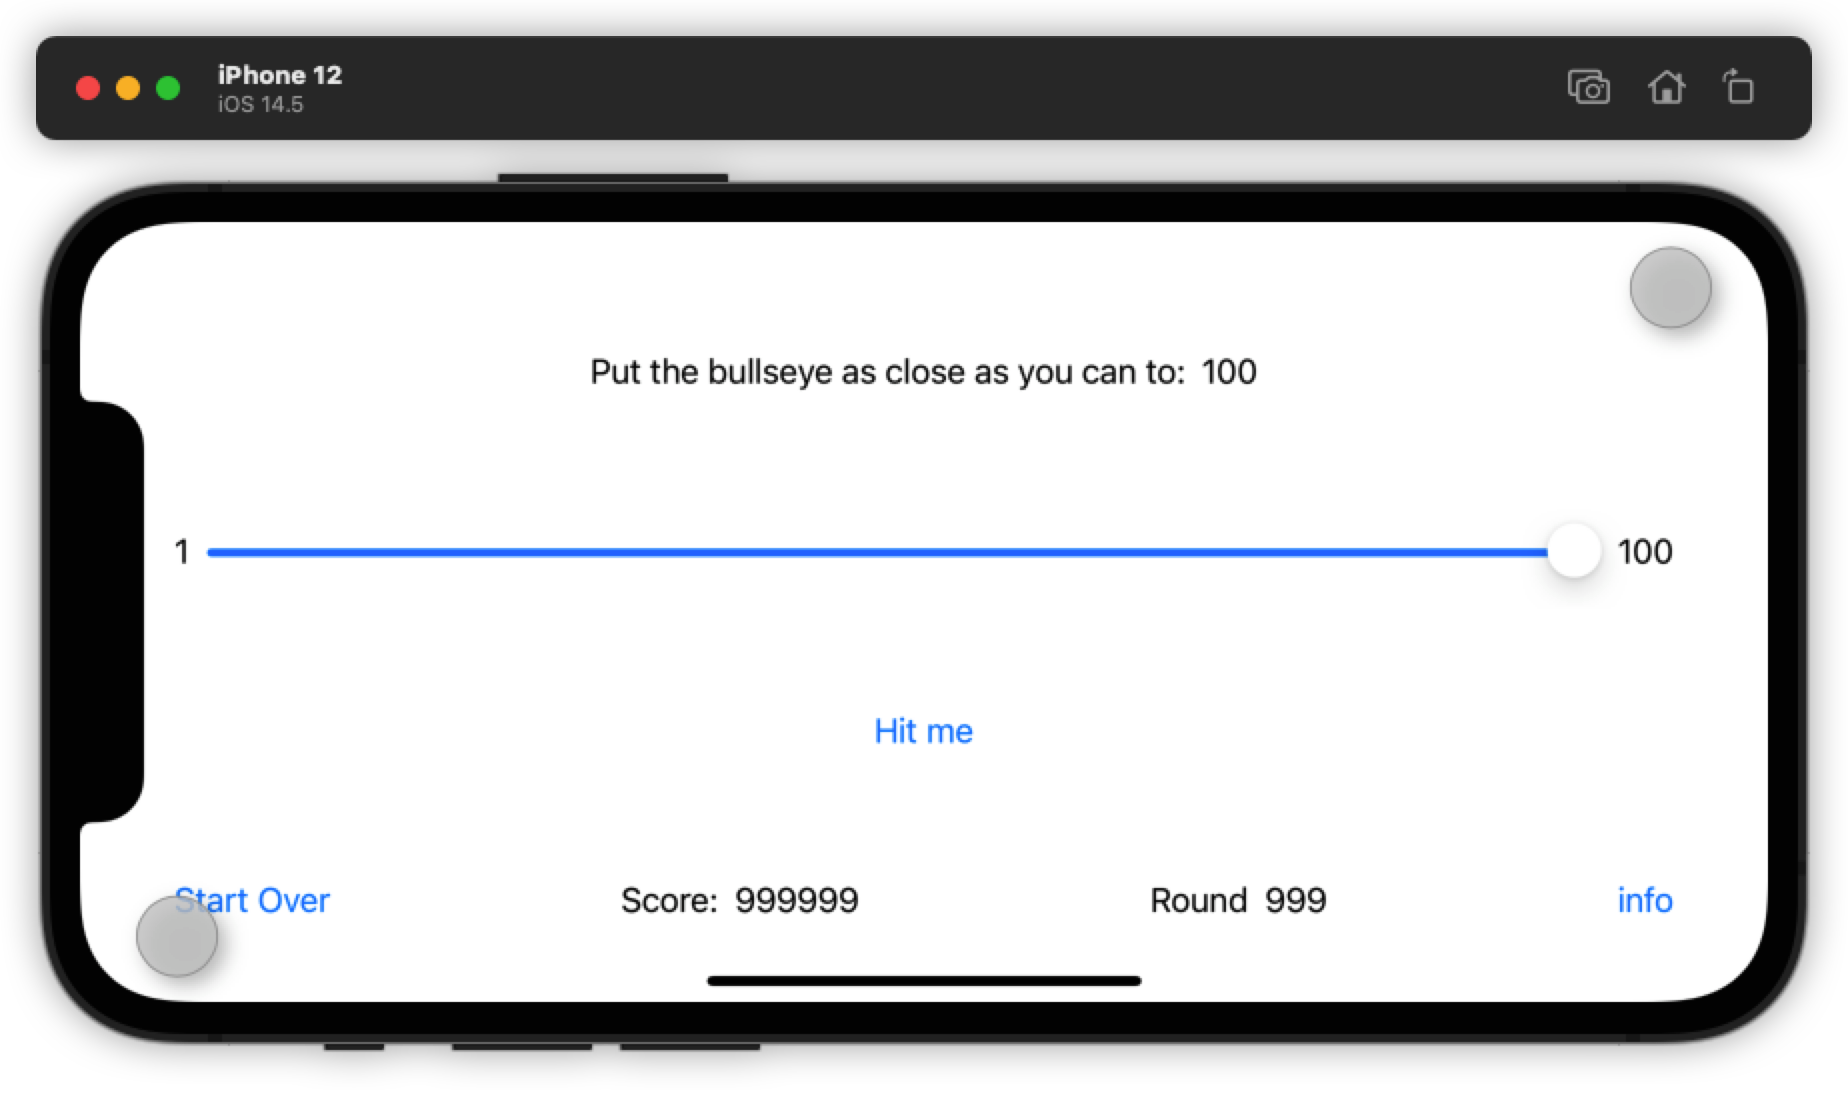 iPhone 12
iOS 14.5
Put the bullseye as close as you can to: 100
1 100
Hit me
Start Over Score: 999999 Round 999 info